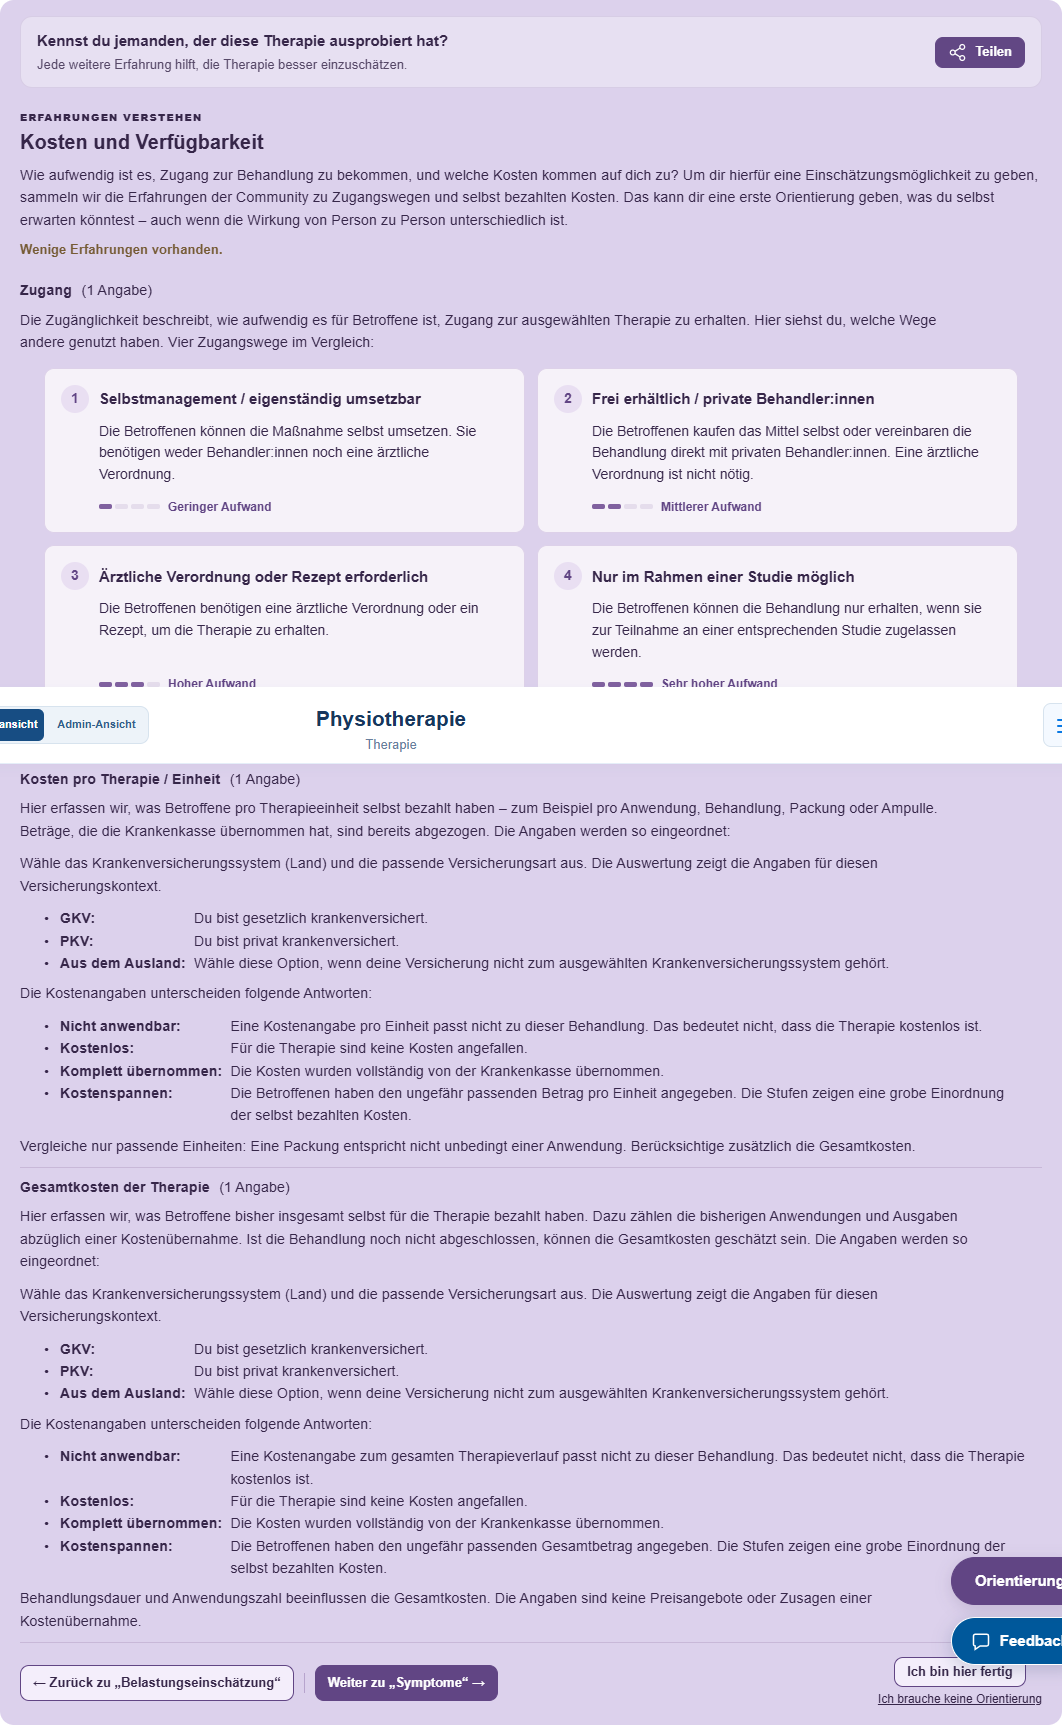 Kennst du jemanden, der diese Therapie ausprobiert hat?
Jede weitere Erfahrung hilft, die Therapie besser einzuschätzen.
Teilen
ERFAHRUNGEN VERSTEHEN
Kosten und Verfügbarkeit
Wie aufwendig ist es, Zugang zur Behandlung zu bekommen, und welche Kosten kommen auf dich zu? Um dir hierfür eine Einschätzungsmöglichkeit zu geben,
sammeln wir die Erfahrungen der Community zu Zugangswegen und selbst bezahlten Kosten. Das kann dir eine erste Orientierung geben, was du selbst
erwarten könntest – auch wenn die Wirkung von Person zu Person unterschiedlich ist.
Wenige Erfahrungen vorhanden.
Zugang (1 Angabe)
Die Zugänglichkeit beschreibt, wie aufwendig es für Betroffene ist, Zugang zur ausgewählten Therapie zu erhalten. Hier siehst du, welche Wege
andere genutzt haben. Vier Zugangswege im Vergleich:
1 Selbstmanagement / eigenständig umsetzbar
Die Betroffenen können die Maßnahme selbst umsetzen. Sie
benötigen weder Behandler:innen noch eine ärztliche
Verordnung.
Geringer Aufwand
2 Frei erhältlich / private Behandler:innen
Die Betroffenen kaufen das Mittel selbst oder vereinbaren die
Behandlung direkt mit privaten Behandler:innen. Eine ärztliche
Verordnung ist nicht nötig.
Mittlerer Aufwand
3 Ärztliche Verordnung oder Rezept erforderlich
Die Betroffenen benötigen eine ärztliche Verordnung oder ein
Rezept, um die Therapie zu erhalten.
Hoher Aufwand
4 Nur im Rahmen einer Studie möglich
Die Betroffenen können die Behandlung nur erhalten, wenn sie
zur Teilnahme an einer entsprechenden Studie zugelassen
werden.
Sehr hoher Aufwand
ansicht
Admin-Ansicht
Physiotherapie
Therapie
Kosten pro Therapie / Einheit (1 Angabe)
Hier erfassen wir, was Betroffene pro Therapieeinheit selbst bezahlt haben – zum Beispiel pro Anwendung, Behandlung, Packung oder Ampulle.
Beträge, die die Krankenkasse übernommen hat, sind bereits abgezogen. Die Angaben werden so eingeordnet:
Wähle das Krankenversicherungssystem (Land) und die passende Versicherungsart aus. Die Auswertung zeigt die Angaben für diesen
Versicherungskontext.
• GKV: Du bist gesetzlich krankenversichert.
• PKV: Du bist privat krankenversichert.
• Aus dem Ausland: Wähle diese Option, wenn deine Versicherung nicht zum ausgewählten Krankenversicherungssystem gehört.
Die Kostenangaben unterscheiden folgende Antworten:
• Nicht anwendbar: Eine Kostenangabe pro Einheit passt nicht zu dieser Behandlung. Das bedeutet nicht, dass die Therapie kostenlos ist.
• Kostenlos: Für die Therapie sind keine Kosten angefallen.
• Komplett übernommen: Die Kosten wurden vollständig von der Krankenkasse übernommen.
• Kostenspannen: Die Betroffenen haben den ungefähr passenden Betrag pro Einheit angegeben. Die Stufen zeigen eine grobe Einordnung
der selbst bezahlten Kosten.
Vergleiche nur passende Einheiten: Eine Packung entspricht nicht unbedingt einer Anwendung. Berücksichtige zusätzlich die Gesamtkosten.
Gesamtkosten der Therapie (1 Angabe)
Hier erfassen wir, was Betroffene bisher insgesamt selbst für die Therapie bezahlt haben. Dazu zählen die bisherigen Anwendungen und Ausgaben
abzüglich einer Kostenübernahme. Ist die Behandlung noch nicht abgeschlossen, können die Gesamtkosten geschätzt sein. Die Angaben werden so
eingeordnet:
Wähle das Krankenversicherungssystem (Land) und die passende Versicherungsart aus. Die Auswertung zeigt die Angaben für diesen
Versicherungskontext.
• GKV: Du bist gesetzlich krankenversichert.
• PKV: Du bist privat krankenversichert.
• Aus dem Ausland: Wähle diese Option, wenn deine Versicherung nicht zum ausgewählten Krankenversicherungssystem gehört.
Die Kostenangaben unterscheiden folgende Antworten:
• Nicht anwendbar: Eine Kostenangabe zum gesamten Therapieverlauf passt nicht zu dieser Behandlung. Das bedeutet nicht, dass die Therapie
kostenlos ist.
• Kostenlos: Für die Therapie sind keine Kosten angefallen.
• Komplett übernommen: Die Kosten wurden vollständig von der Krankenkasse übernommen.
• Kostenspannen: Die Betroffenen haben den ungefähr passenden Gesamtbetrag angegeben. Die Stufen zeigen eine grobe Einordnung der
selbst bezahlten Kosten.
Behandlungsdauer und Anwendungszahl beeinflussen die Gesamtkosten. Die Angaben sind keine Preisangebote oder Zusagen einer
Kostenübernahme.
Orientierung
Feedbac
← Zurück zu „Belastungseinschätzung“
Weiter zu „Symptome“ →
Ich bin hier fertig
Ich brauche keine Orientierung